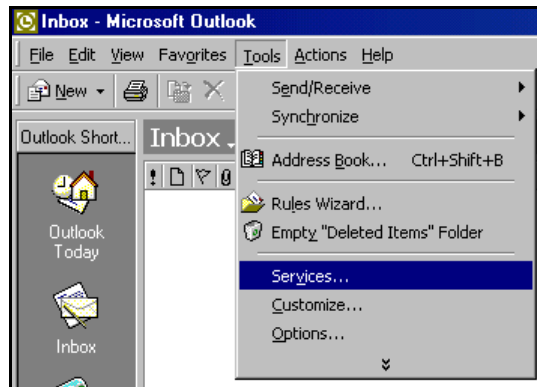 Inbox - Microsoft Outlook
File Edit View Favorites Tools Actions Help
New
Send/Receive
Synchronize
Outlook Short... Inbox
Address Book... Ctrl+Shift+B
Rules Wizard...
Outlook Today
Empty "Deleted Items" Folder
Services...
Customize...
Options...
Inbox